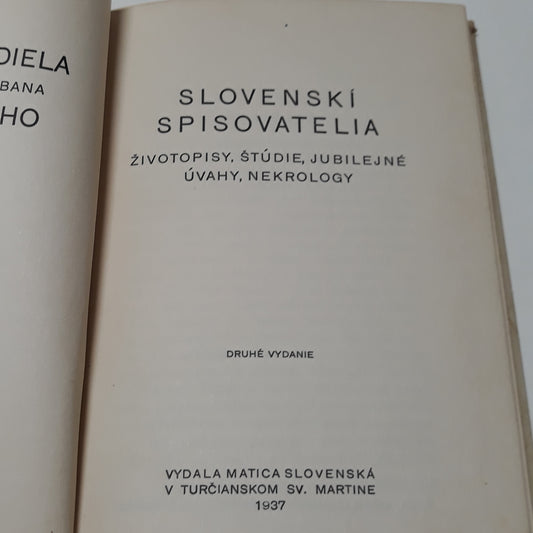 DIELA
BANA
HO
SLOVENSKÍ
SPISOVATELIA
ŽIVOTOPISY, ŠTÚDIE, JUBILEJNÉ
ÚVAHY, NEKROLOGY
DRUHÉ VYDANIE
VYDALA MATICA SLOVENSKÁ
V TURČIANSKOM SV. MARTINE
1937